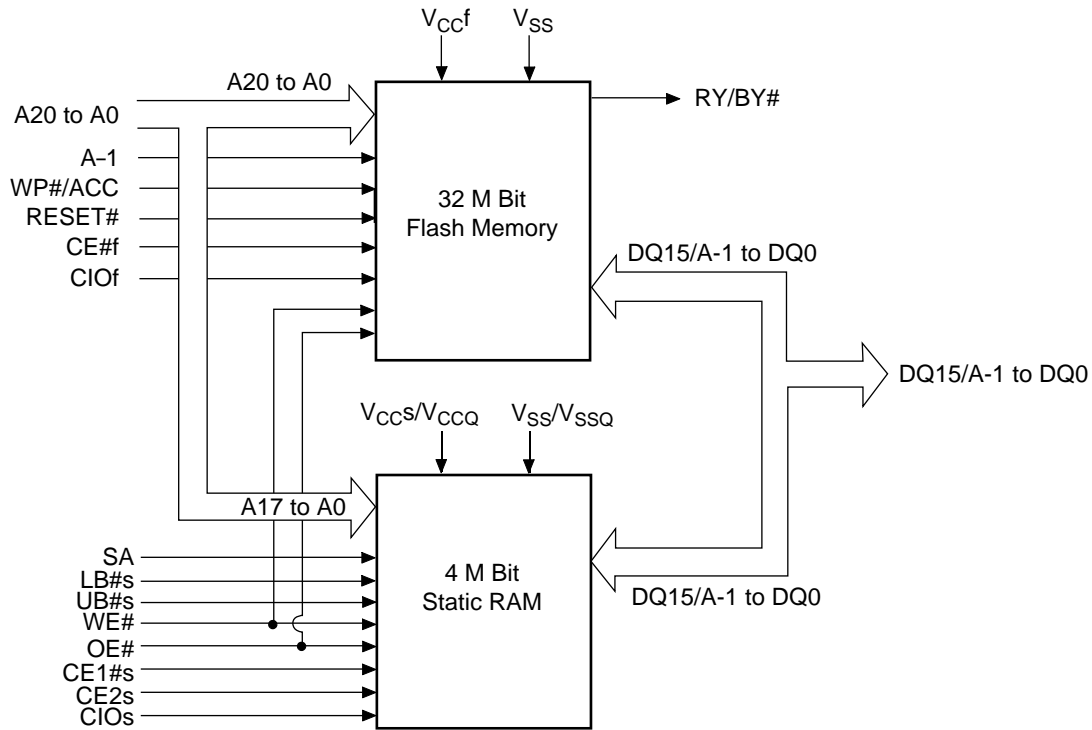 VCCf
VSS
A20 to A0
A20 to A0
RY/BY#
A–1
WP#/ACC
RESET#
CE#f
CIOf
32 M Bit
Flash Memory
DQ15/A-1 to DQ0
DQ15/A-1 to DQ0
VCCs/VCCQ
VSS/VSSQ
A17 to A0
SA
LB#s
UB#s
WE#
OE#
CE1#s
CE2s
CIOs
4 M Bit
Static RAM
DQ15/A-1 to DQ0